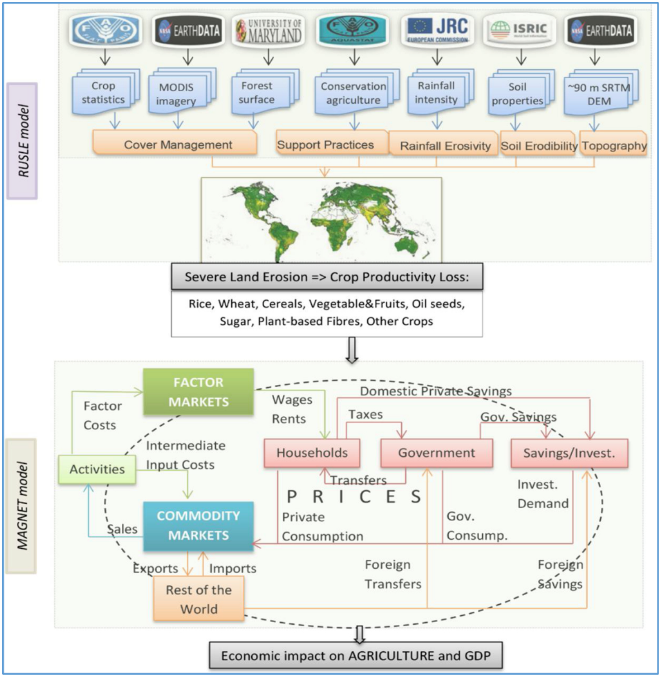 RUSLE model
EARTHDATA
UNIVERSITY OF
MARYLAND
FAO
AQUASTAT
JRC
EUROPEAN COMMISSION
ISRIC
EARTHDATA
Crop
statistics
MODIS
imagery
Forest
surface
Conservation
agriculture
Rainfall
intensity
Soil
properties
~90 m SRTM
DEM
Cover Management
Support Practices
Rainfall Erosivity
Soil Erodibility
Topography
Severe Land Erosion => Crop Productivity Loss:
Rice, Wheat, Cereals, Vegetable&Fruits, Oil seeds,
Sugar, Plant-based Fibres, Other Crops
MAGNET model
FACTOR
MARKETS
Domestic Private Savings
Factor
Costs
Wages
Rents
Taxes
Gov. Savings
Intermediate
Input Costs
Activities
Households
Government
Savings/Invest.
Transfers
PRICES
Invest.
Demand
Sales
COMMODITY
MARKETS
Private
Consumption
Gov.
Consump.
Exports
Imports
Foreign
Transfers
Foreign
Savings
Rest of the
World
Economic impact on AGRICULTURE and GDP